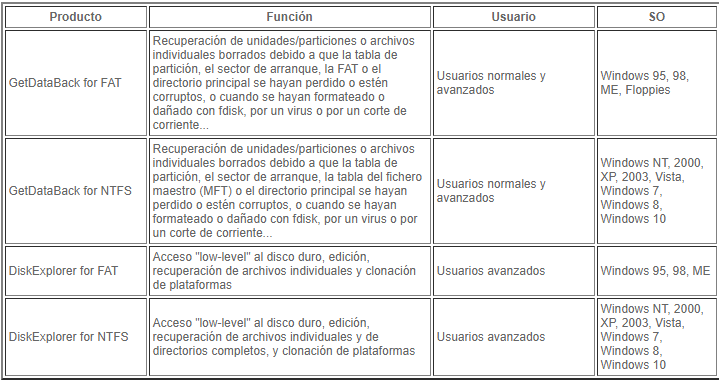 Producto Función Usuario SO
GetDataBack for FAT
Recuperación de unidades/particiones o archivos
individuales borrados debido a que la tabla de
partición, el sector de arranque, la FAT o el
directorio principal se hayan perdido o estén
corruptos, o cuando se hayan formateado o
dañado con fdisk, por un virus o por un corte de
corriente...
Usuarios normales y
avanzados
Windows 95, 98,
ME, Floppies
GetDataBack for NTFS
Recuperación de unidades/particiones o archivos
individuales borrados debido a que la tabla de
partición, el sector de arranque, la tabla del fichero
maestro (MFT) o el directorio principal se hayan
perdido o estén corruptos, o cuando se hayan
formateado o dañado con fdisk, por un virus o por
un corte de corriente...
Usuarios normales y
avanzados
Windows NT, 2000,
XP, 2003, Vista,
Windows 7,
Windows 8,
Windows 10
DiskExplorer for FAT
Acceso "low-level" al disco duro, edición,
recuperación de archivos individuales y clonación
de plataformas
Usuarios avanzados
Windows 95, 98, ME
DiskExplorer for NTFS
Acceso "low-level" al disco duro, edición,
recuperación de archivos individuales y de
directorios completos, y clonación de plataformas
Usuarios avanzados
Windows NT, 2000,
XP, 2003, Vista,
Windows 7,
Windows 8,
Windows 10